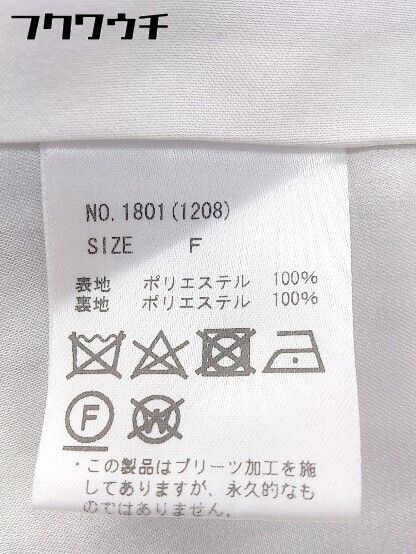 フクワウチ
NO.1801(1208)
SIZE F
表地 ポリエステル 100%
裏地 ポリエステル 100%
F
W
・この製品はプリーツ加工を施
してありますが、永久的なも
のではありません。